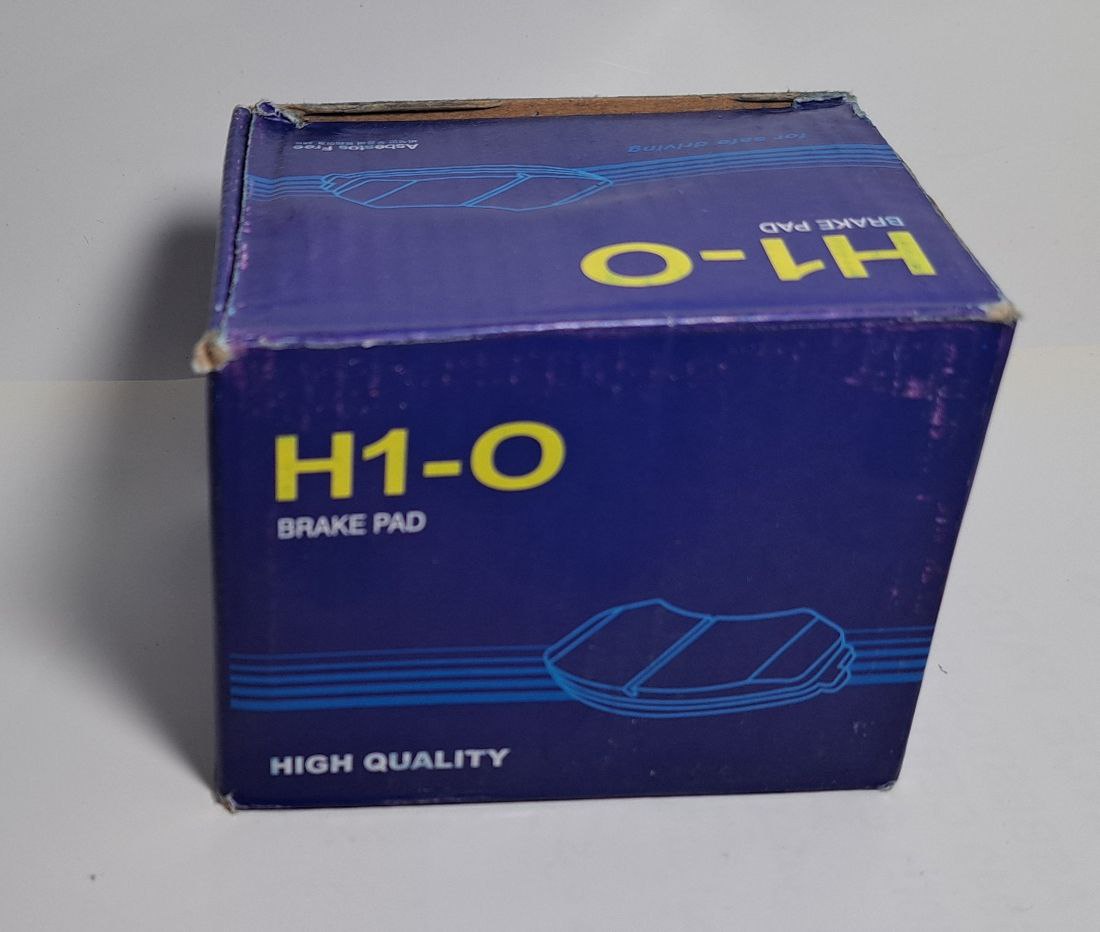 H1-O
BRAKE PAD
HIGH QUALITY
H1-O
BRAKE PAD
for safe driving
Asbestos Free